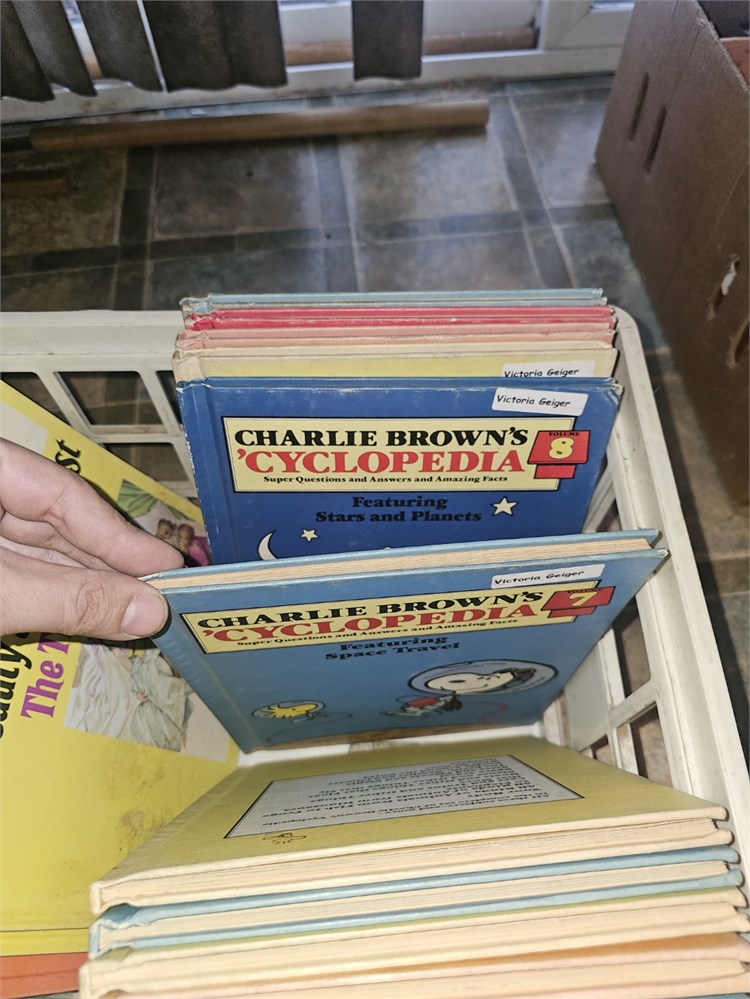 Victoria Geiger
Victoria Geiger
CHARLIE BROWN'S
'CYCLOPEDIA
VOLUME
8
Super Questions and Answers and Amazing Facts
Featuring
Stars and Planets
Victoria Geiger
CHARLIE BROWN'S
'CYCLOPEDIA
VOLUME
7
Super Questions and Answers and Amazing Facts
Featuring
Space Travel
The